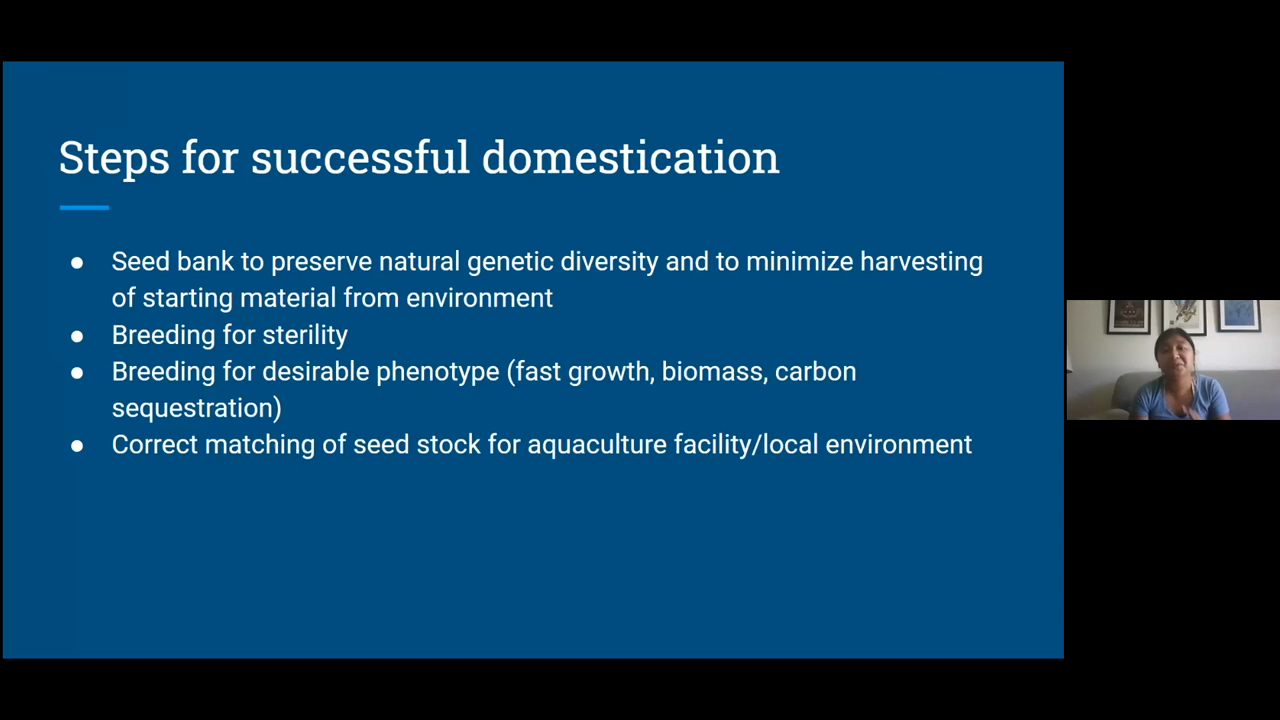 Steps for successful domestication
● Seed bank to preserve natural genetic diversity and to minimize harvesting
of starting material from environment
● Breeding for sterility
● Breeding for desirable phenotype (fast growth, biomass, carbon
sequestration)
● Correct matching of seed stock for aquaculture facility/local environment